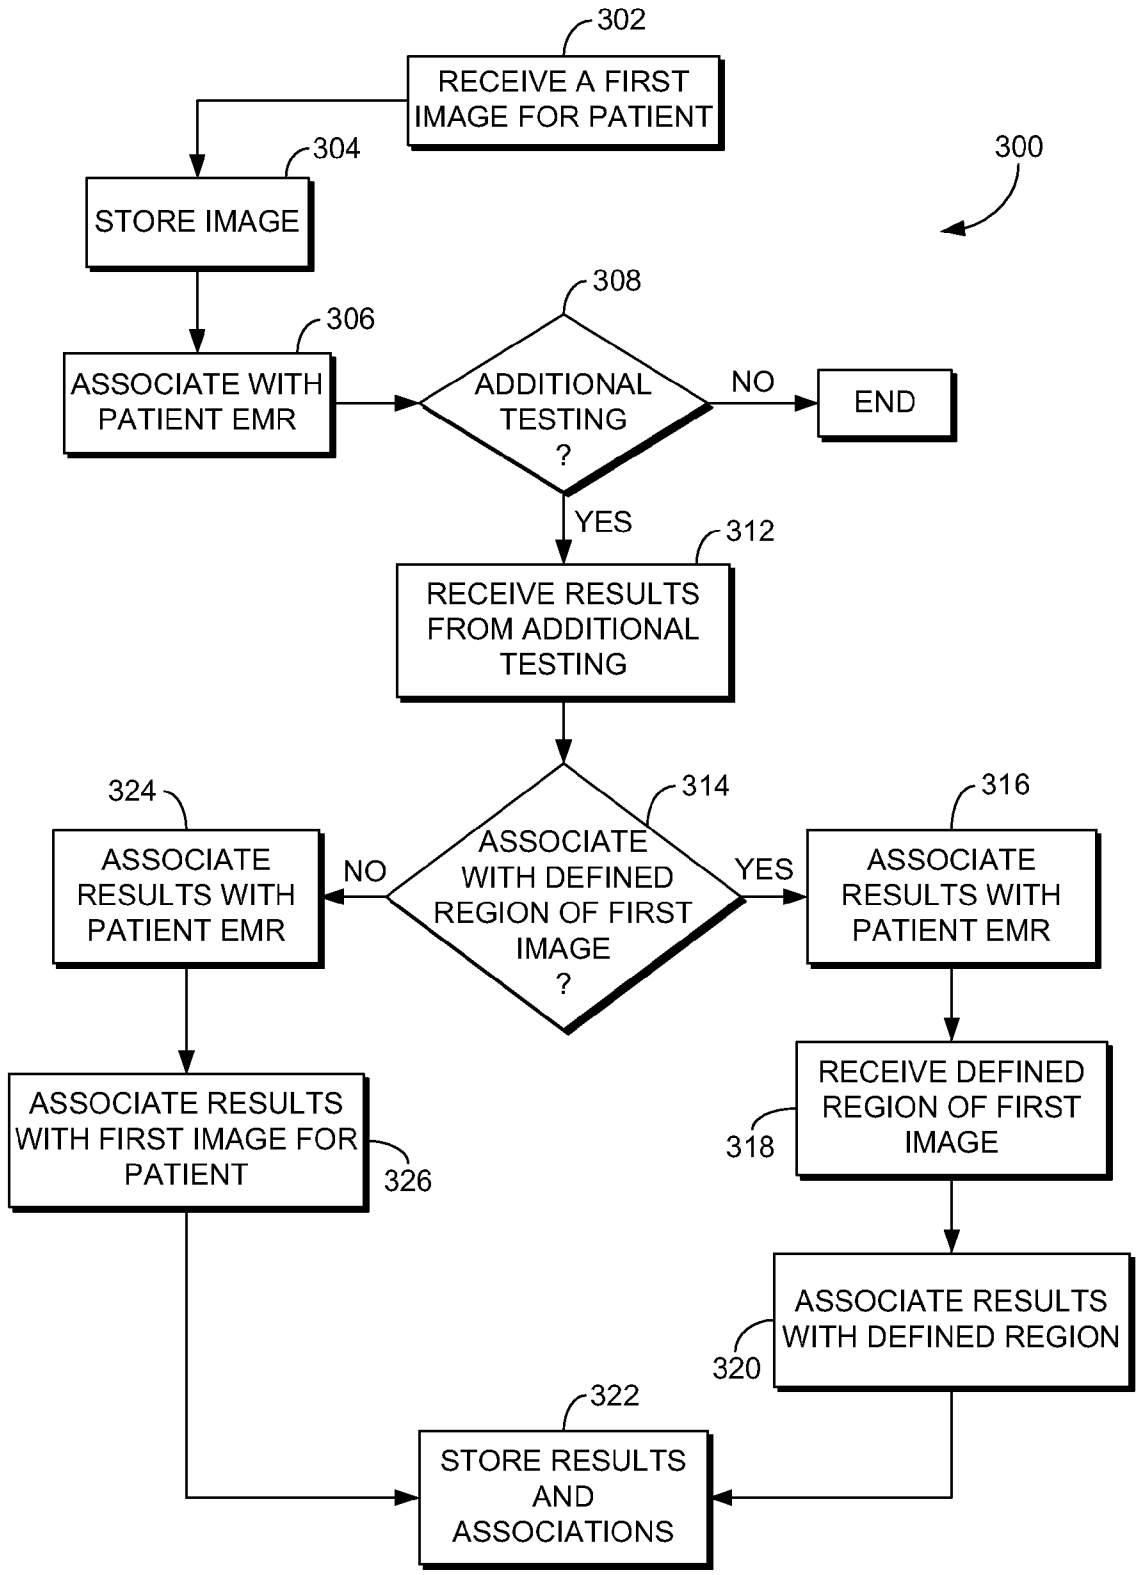 302
RECEIVE A FIRST
IMAGE FOR PATIENT
300
304
STORE IMAGE
306
ASSOCIATE WITH
PATIENT EMR
308
ADDITIONAL
TESTING
?
NO
END
YES
312
RECEIVE RESULTS
FROM ADDITIONAL
TESTING
314
ASSOCIATE
WITH DEFINED
REGION OF FIRST
IMAGE
?
NO
324
ASSOCIATE
RESULTS WITH
PATIENT EMR
326
ASSOCIATE RESULTS
WITH FIRST IMAGE FOR
PATIENT
YES
316
ASSOCIATE
RESULTS WITH
PATIENT EMR
318
RECEIVE DEFINED
REGION OF FIRST
IMAGE
320
ASSOCIATE RESULTS
WITH DEFINED REGION
322
STORE RESULTS
AND
ASSOCIATIONS